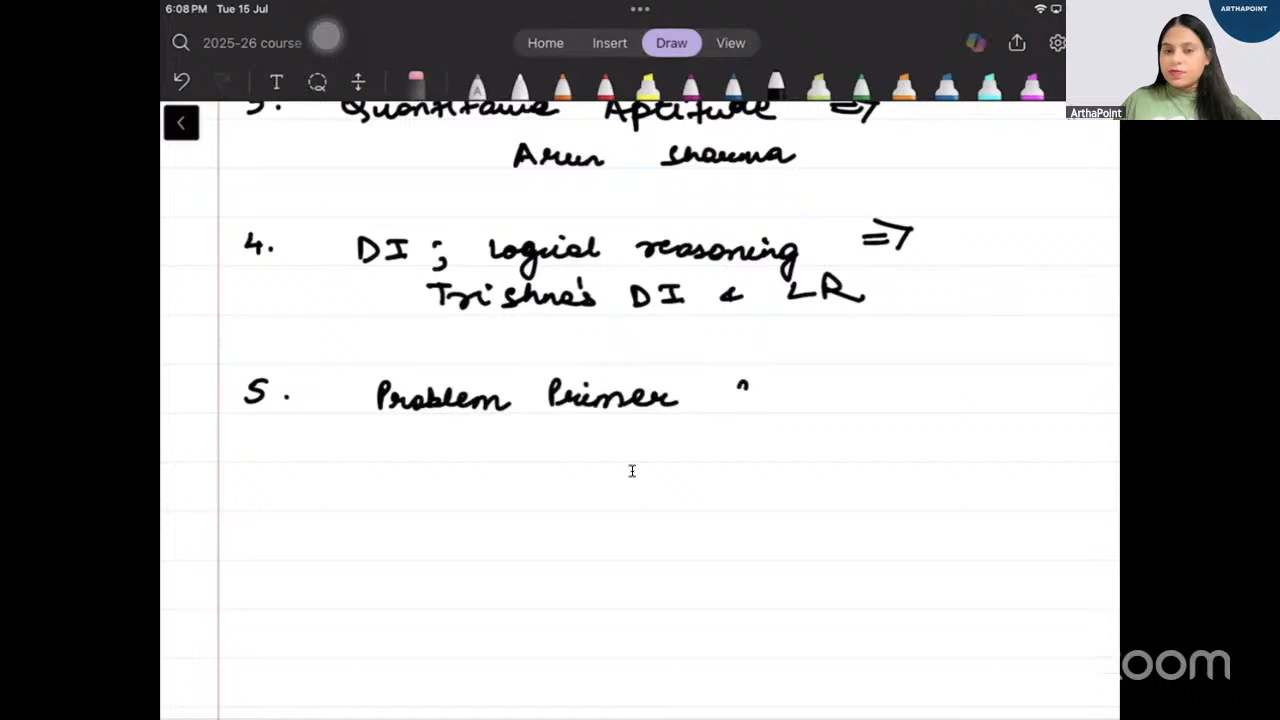 6:08 PM Tue 15 Jul
ARTHAPOINT
2025-26 course
Home Insert Draw View
ArthaPoint
3. Quantitative Aptitude =>
Arun Sharma
4. DI ; Logical reasoning =>
Trishna's DI & LR
5. Problem Primer
zoom